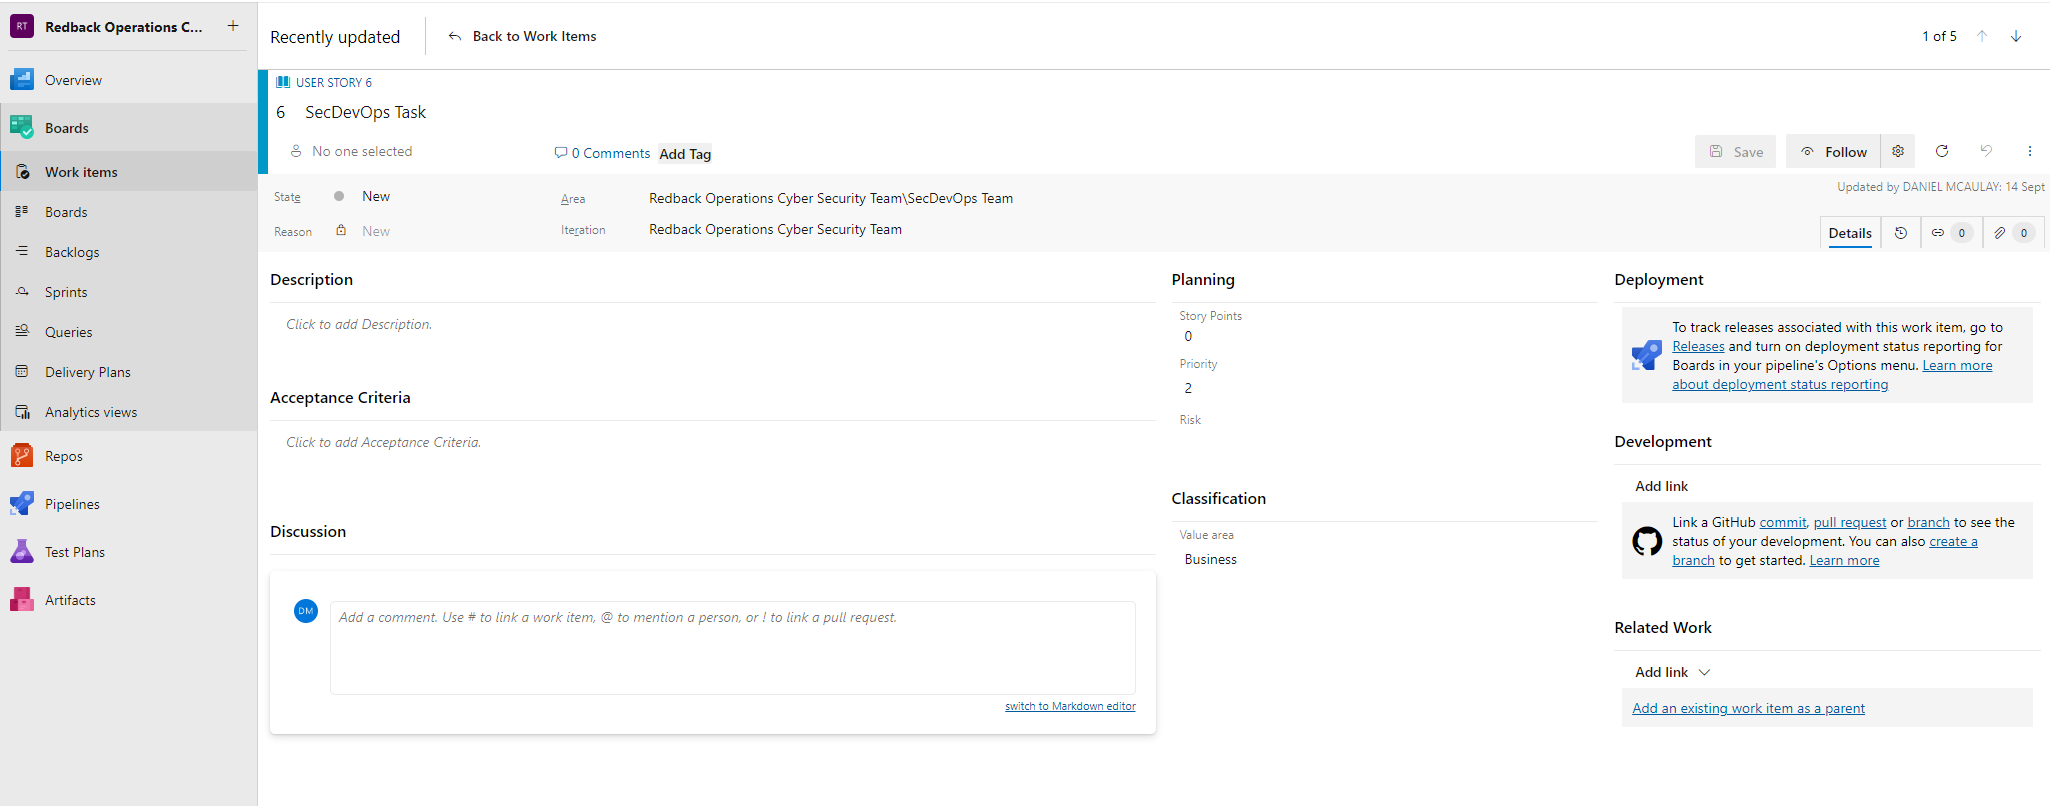 RT
Redback Operations C...
Overview
Boards
Work items
Boards
Backlogs
Sprints
Queries
Delivery Plans
Analytics views
Repos
Pipelines
Test Plans
Artifacts
Recently updated
Back to Work Items
1 of 5
USER STORY 6
6 SecDevOps Task
No one selected
0 Comments
Add Tag
Save
Follow
State
New
Area
Redback Operations Cyber Security Team\SecDevOps Team
Updated by DANIEL MCAULAY: 14 Sept
Reason
New
Iteration
Redback Operations Cyber Security Team
Details
0
0
Description
Click to add Description.
Acceptance Criteria
Click to add Acceptance Criteria.
Discussion
DM
Add a comment. Use # to link a work item, @ to mention a person, or ! to link a pull request.
switch to Markdown editor
Planning
Story Points
0
Priority
2
Risk
Classification
Value area
Business
Deployment
To track releases associated with this work item, go to
Releases and turn on deployment status reporting for
Boards in your pipeline's Options menu. Learn more
about deployment status reporting
Development
Add link
Link a GitHub commit, pull request or branch to see the
status of your development. You can also create a
branch to get started. Learn more
Related Work
Add link
Add an existing work item as a parent